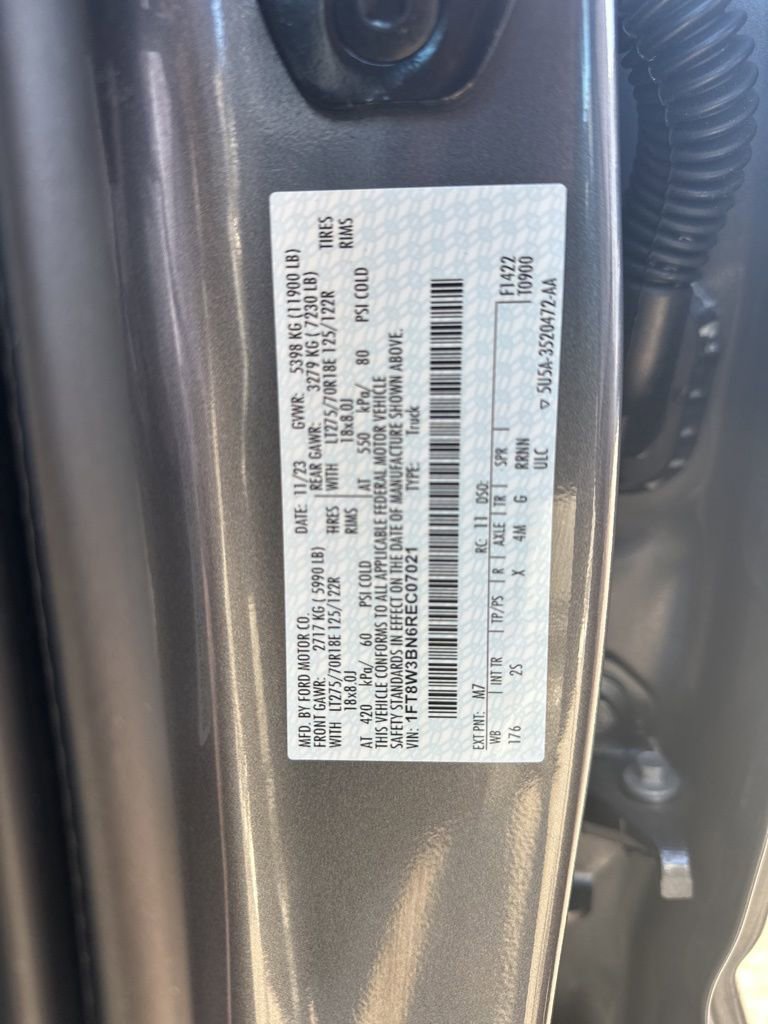 MFD. BY FORD MOTOR CO. DATE: 11/23 GVWR: 5398 KG (11900 LB)
FRONT GAWR: 2717 KG ( 5990 LB) REAR GAWR: 3279 KG ( 7230 LB)
WITH LT275/70R18E 125/122R TIRES WITH LT275/70R18E 125/122R TIRES
18x8.0J RIMS 18x8.0J RIMS
AT 420 kPa/ 60 PSI COLD AT 550 kPa/ 80 PSI COLD
THIS VEHICLE CONFORMS TO ALL APPLICABLE FEDERAL MOTOR VEHICLE
SAFETY STANDARDS IN EFFECT ON THE DATE OF MANUFACTURE SHOWN ABOVE.
VIN: 1FT8W3BN6REC07021 TYPE: Truck
EXT PNT: M7 RC: 11 DSO:
WB INT TR TP/PS R AXLE TR SPR F1422
176 2S X 4M G RRNN T0900
ULC
5U5A-3520472-AA